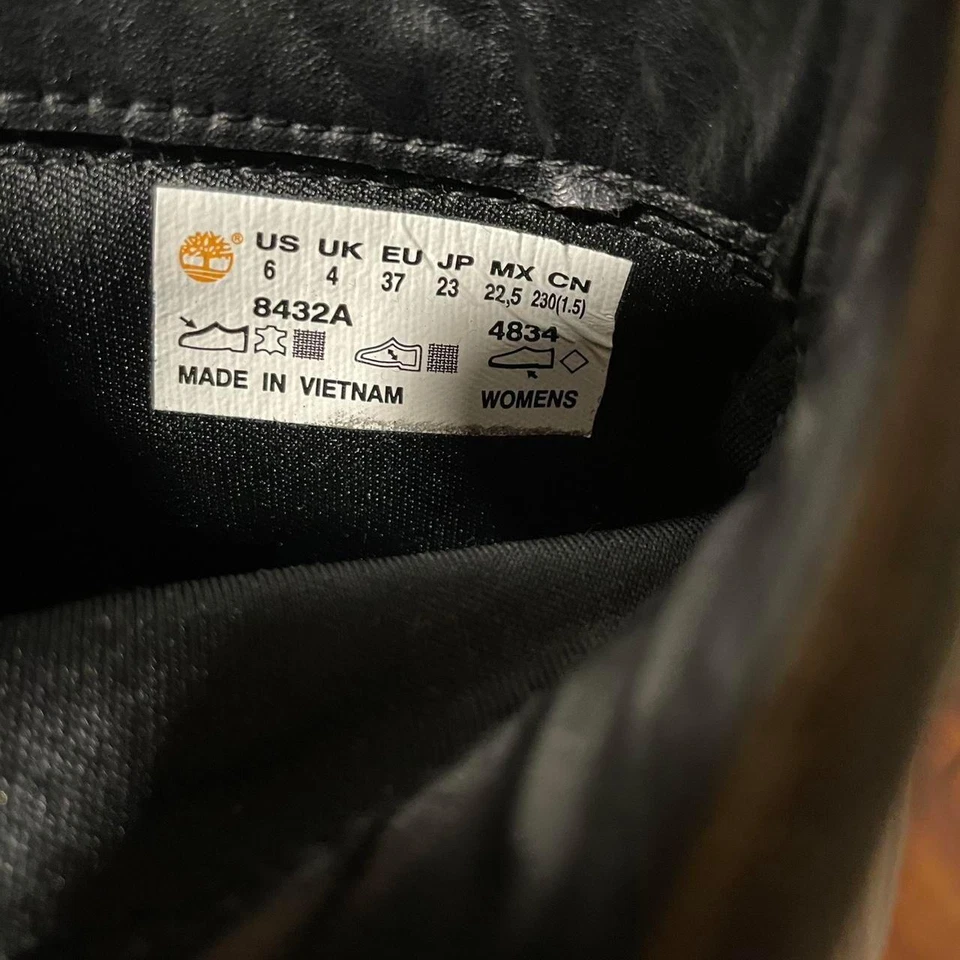 ® US UK EU JP MX CN
6 4 37 23 22,5 230(1.5)
8432A 4834
MADE IN VIETNAM WOMENS